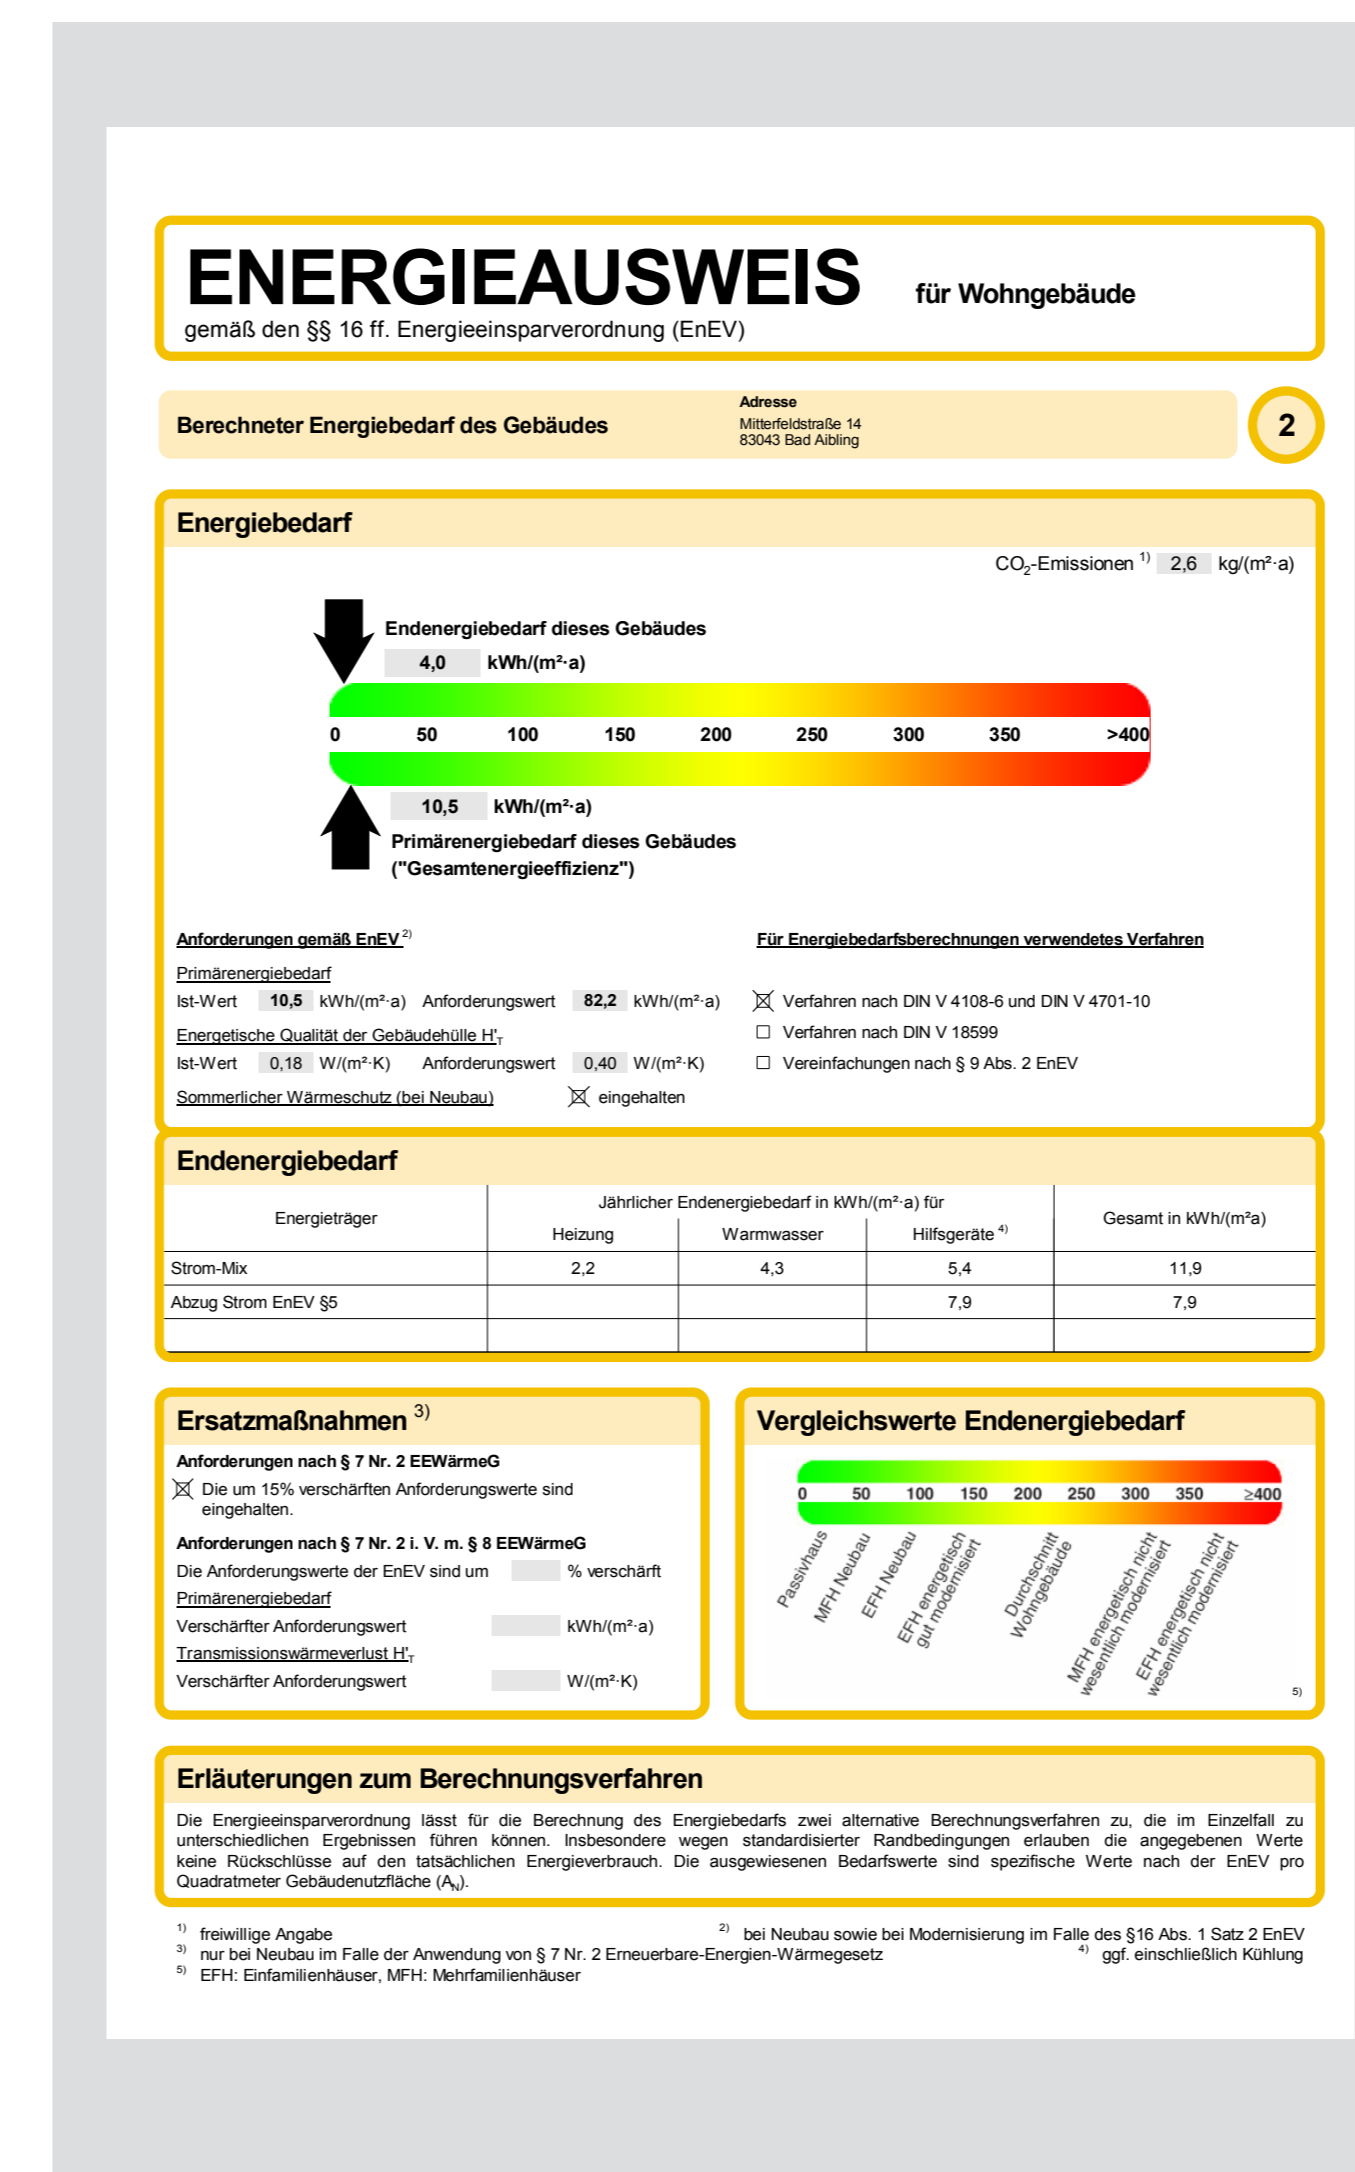 ENERGIEAUSWEIS für Wohngebäude
gemäß den §§ 16 ff. Energieeinsparverordnung (EnEV)
Berechneter Energiebedarf des Gebäudes
Adresse
Mitterfeldstraße 14
83043 Bad Aibling
2
Energiebedarf
CO₂-Emissionen ¹⁾ 2,6 kg/(m²·a)
Endenergiebedarf dieses Gebäudes
4,0 kWh/(m²·a)
0 50 100 150 200 250 300 350 >400
10,5 kWh/(m²·a)
Primärenergiebedarf dieses Gebäudes
("Gesamtenergieeffizienz")
Anforderungen gemäß EnEV ²⁾
Primärenergiebedarf
Ist-Wert 10,5 kWh/(m²·a) Anforderungswert 82,2 kWh/(m²·a)
Energetische Qualität der Gebäudehülle H'T
Ist-Wert 0,18 W/(m²·K) Anforderungswert 0,40 W/(m²·K)
Sommerlicher Wärmeschutz (bei Neubau) ☒ eingehalten
Für Energiebedarfsberechnungen verwendetes Verfahren
☒ Verfahren nach DIN V 4108-6 und DIN V 4701-10
☐ Verfahren nach DIN V 18599
☐ Vereinfachungen nach § 9 Abs. 2 EnEV
Endenergiebedarf
Energieträger
Jährlicher Endenergiebedarf in kWh/(m²·a) für
Gesamt in kWh/(m²a)
Heizung Warmwasser Hilfsgeräte ⁴⁾
Strom-Mix 2,2 4,3 5,4 11,9
Abzug Strom EnEV §5 7,9 7,9
Ersatzmaßnahmen ³⁾
Anforderungen nach § 7 Nr. 2 EEWärmeG
☒ Die um 15% verschärften Anforderungswerte sind
eingehalten.
Anforderungen nach § 7 Nr. 2 i. V. m. § 8 EEWärmeG
Die Anforderungswerte der EnEV sind um % verschärft
Primärenergiebedarf
Verschärfter Anforderungswert kWh/(m²·a)
Transmissionswärmeverlust H'T
Verschärfter Anforderungswert W/(m²·K)
Vergleichswerte Endenergiebedarf
0 50 100 150 200 250 300 350 ≥400
Passivhaus
MFH Neubau
EFH Neubau
EFH energetisch
gut modernisiert
Durchschnitt
Wohngebäude
MFH energetisch nicht
wesentlich modernisiert
EFH energetisch nicht
wesentlich modernisiert
5)
Erläuterungen zum Berechnungsverfahren
Die Energieeinsparverordnung lässt für die Berechnung des Energiebedarfs zwei alternative Berechnungsverfahren zu, die im Einzelfall zu
unterschiedlichen Ergebnissen führen können. Insbesondere wegen standardisierter Randbedingungen erlauben die angegebenen Werte
keine Rückschlüsse auf den tatsächlichen Energieverbrauch. Die ausgewiesenen Bedarfswerte sind spezifische Werte nach der EnEV pro
Quadratmeter Gebäudenutzfläche (AN).
1) freiwillige Angabe 2) bei Neubau sowie bei Modernisierung im Falle des §16 Abs. 1 Satz 2 EnEV
3) nur bei Neubau im Falle der Anwendung von § 7 Nr. 2 Erneuerbare-Energien-Wärmegesetz 4) ggf. einschließlich Kühlung
5) EFH: Einfamilienhäuser, MFH: Mehrfamilienhäuser